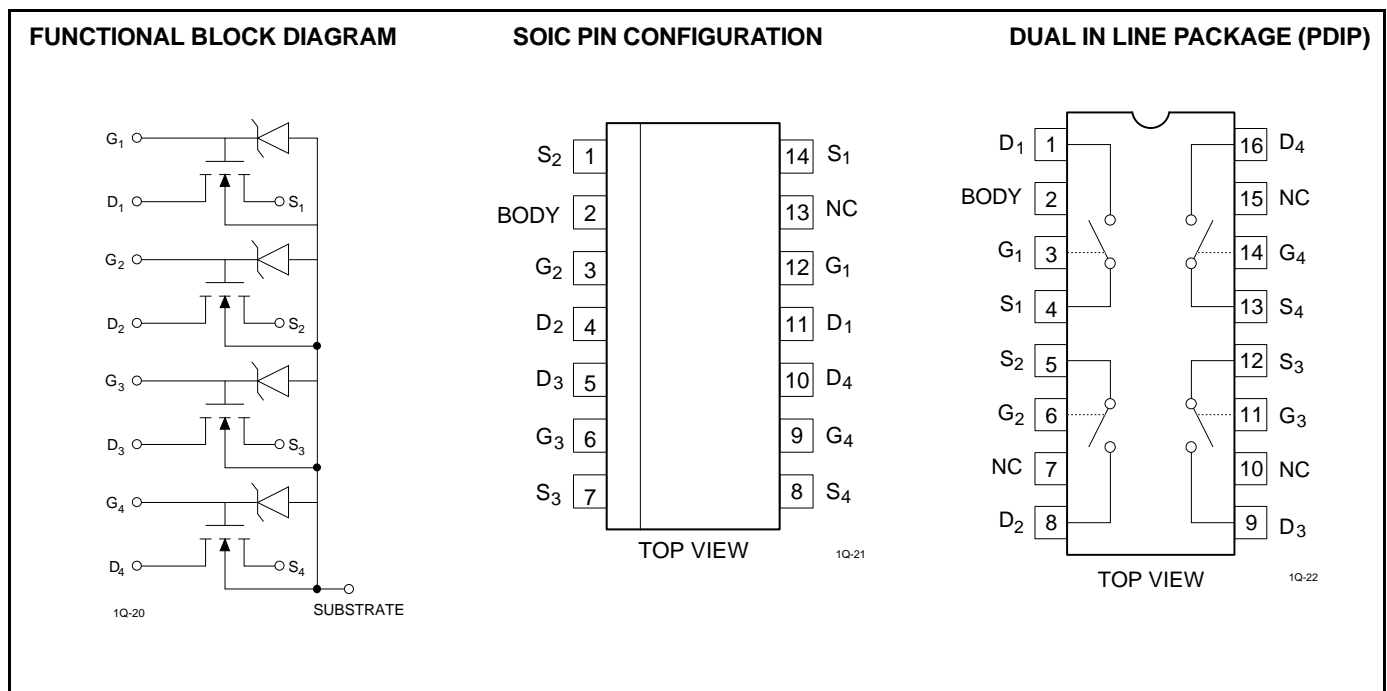 FUNCTIONAL BLOCK DIAGRAM
G1
D1
S1
G2
D2
S2
G3
D3
S3
G4
D4
S4
SUBSTRATE
1Q-20
SOIC PIN CONFIGURATION
S2 1 14 S1
BODY 2 13 NC
G2 3 12 G1
D2 4 11 D1
D3 5 10 D4
G3 6 9 G4
S3 7 8 S4
TOP VIEW
1Q-21
DUAL IN LINE PACKAGE (PDIP)
D1 1 16 D4
BODY 2 15 NC
G1 3 14 G4
S1 4 13 S4
S2 5 12 S3
G2 6 11 G3
NC 7 10 NC
D2 8 9 D3
TOP VIEW
1Q-22